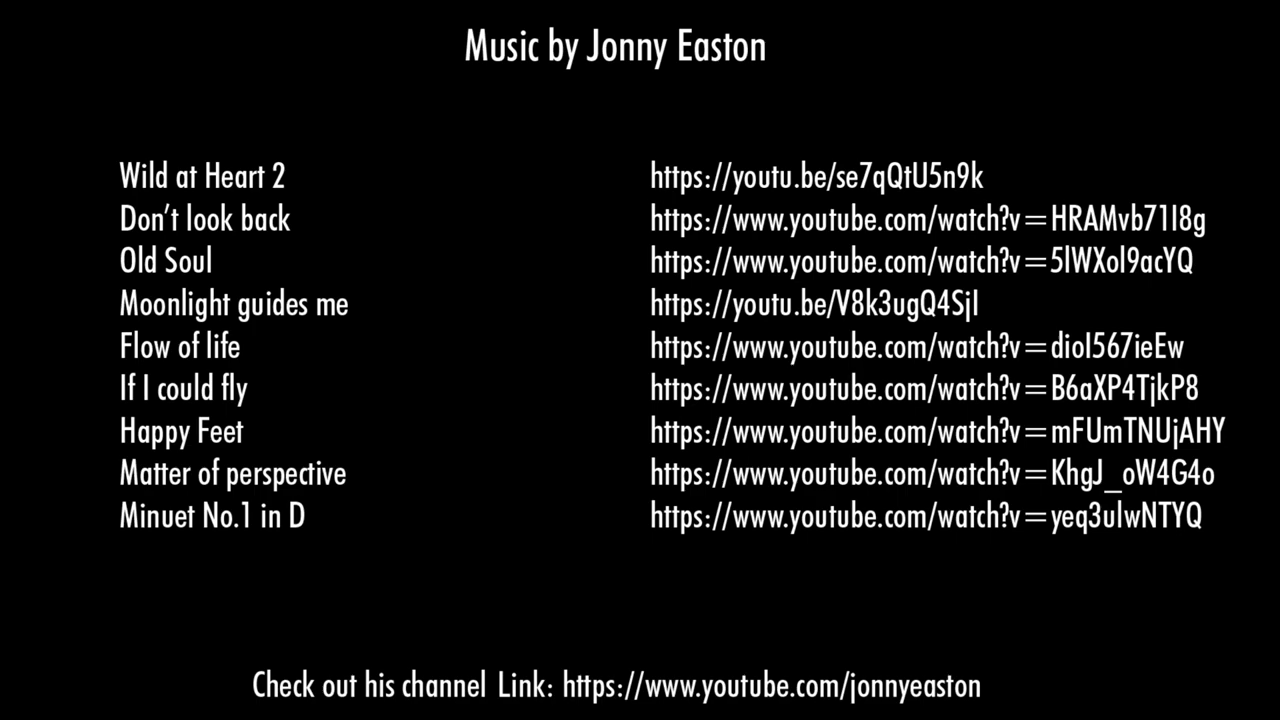 Music by Jonny Easton
Wild at Heart 2 https://youtu.be/se7qQtU5n9k
Don't look back https://www.youtube.com/watch?v=HRAMvb71I8g
Old Soul https://www.youtube.com/watch?v=5lWXol9acYQ
Moonlight guides me https://youtu.be/V8k3ugQ4SjI
Flow of life https://www.youtube.com/watch?v=dioI567ieEw
If I could fly https://www.youtube.com/watch?v=B6aXP4TjkP8
Happy Feet https://www.youtube.com/watch?v=mFUmTNUjAHY
Matter of perspective https://www.youtube.com/watch?v=KhgJ_oW4G4o
Minuet No.1 in D https://www.youtube.com/watch?v=yeq3ulwNTYQ
Check out his channel Link: https://www.youtube.com/jonnyeaston